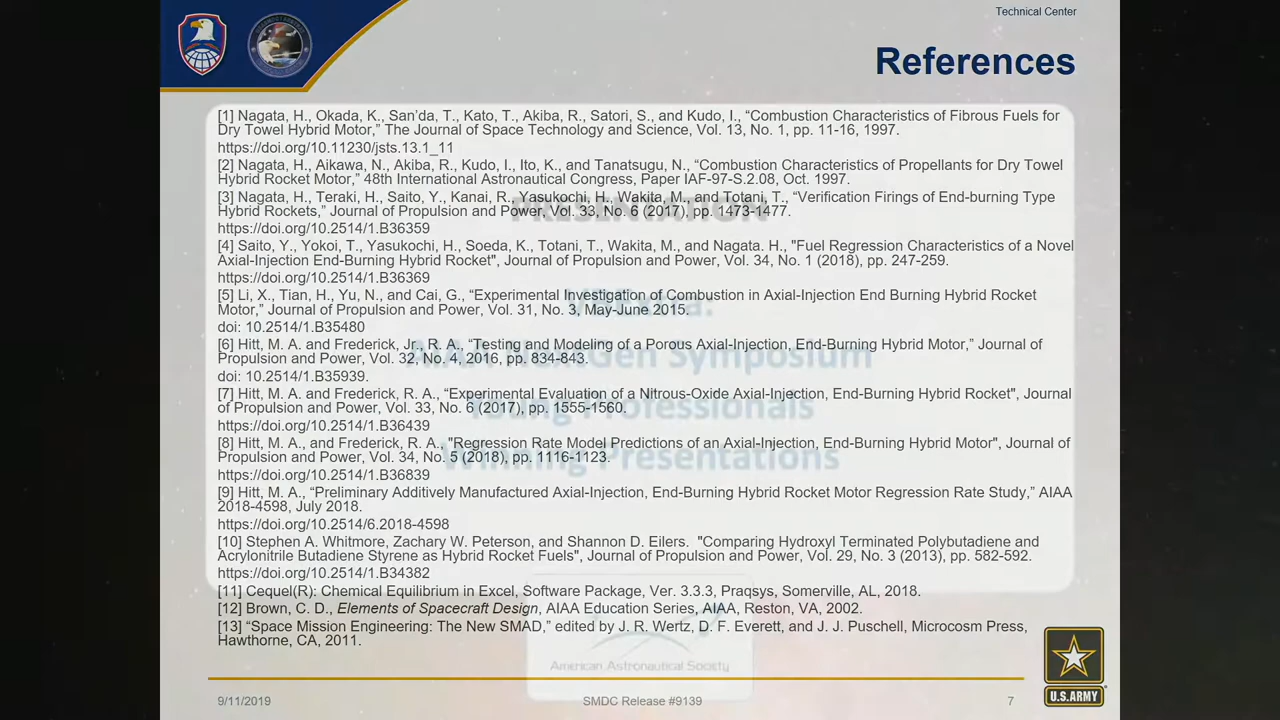 Technical Center
References
[1] Nagata, H., Okada, K., San’da, T., Kato, T., Akiba, R., Satori, S., and Kudo, I., “Combustion Characteristics of Fibrous Fuels for
Dry Towel Hybrid Motor,” The Journal of Space Technology and Science, Vol. 13, No. 1, pp. 11-16, 1997.
https://doi.org/10.11230/jsts.13.1_11
[2] Nagata, H., Aikawa, N., Akiba, R., Kudo, I., Ito, K., and Tanatsugu, N., “Combustion Characteristics of Propellants for Dry Towel
Hybrid Rocket Motor,” 48th International Astronautical Congress, Paper IAF-97-S.2.08, Oct. 1997.
[3] Nagata, H., Teraki, H., Saito, Y., Kanai, R., Yasukochi, H., Wakita, M., and Totani, T., “Verification Firings of End-burning Type
Hybrid Rockets,” Journal of Propulsion and Power, Vol. 33, No. 6 (2017), pp. 1473-1477.
https://doi.org/10.2514/1.B36359
[4] Saito, Y., Yokoi, T., Yasukochi, H., Soeda, K., Totani, T., Wakita, M., and Nagata. H., "Fuel Regression Characteristics of a Novel
Axial-Injection End-Burning Hybrid Rocket", Journal of Propulsion and Power, Vol. 34, No. 1 (2018), pp. 247-259.
https://doi.org/10.2514/1.B36369
[5] Li, X., Tian, H., Yu, N., and Cai, G., “Experimental Investigation of Combustion in Axial-Injection End Burning Hybrid Rocket
Motor,” Journal of Propulsion and Power, Vol. 31, No. 3, May-June 2015.
doi: 10.2514/1.B35480
[6] Hitt, M. A. and Frederick, Jr., R. A., “Testing and Modeling of a Porous Axial-Injection, End-Burning Hybrid Motor,” Journal of
Propulsion and Power, Vol. 32, No. 4, 2016, pp. 834-843.
doi: 10.2514/1.B35939.
[7] Hitt, M. A. and Frederick, R. A., “Experimental Evaluation of a Nitrous-Oxide Axial-Injection, End-Burning Hybrid Rocket", Journal
of Propulsion and Power, Vol. 33, No. 6 (2017), pp. 1555-1560.
https://doi.org/10.2514/1.B36439
[8] Hitt, M. A., and Frederick, R. A., "Regression Rate Model Predictions of an Axial-Injection, End-Burning Hybrid Motor", Journal of
Propulsion and Power, Vol. 34, No. 5 (2018), pp. 1116-1123.
https://doi.org/10.2514/1.B36839
[9] Hitt, M. A., “Preliminary Additively Manufactured Axial-Injection, End-Burning Hybrid Rocket Motor Regression Rate Study,” AIAA
2018-4598, July 2018.
https://doi.org/10.2514/6.2018-4598
[10] Stephen A. Whitmore, Zachary W. Peterson, and Shannon D. Eilers. "Comparing Hydroxyl Terminated Polybutadiene and
Acrylonitrile Butadiene Styrene as Hybrid Rocket Fuels", Journal of Propulsion and Power, Vol. 29, No. 3 (2013), pp. 582-592.
https://doi.org/10.2514/1.B34382
[11] Cequel(R): Chemical Equilibrium in Excel, Software Package, Ver. 3.3.3, Praqsys, Somerville, AL, 2018.
[12] Brown, C. D., Elements of Spacecraft Design, AIAA Education Series, AIAA, Reston, VA, 2002.
[13] “Space Mission Engineering: The New SMAD,” edited by J. R. Wertz, D. F. Everett, and J. J. Puschell, Microcosm Press,
Hawthorne, CA, 2011.
PRESENTATION
Symposium
Young Professionals
Winning Presentations
American Astronautical Society
9/11/2019
SMDC Release #9139
7
U.S.ARMY